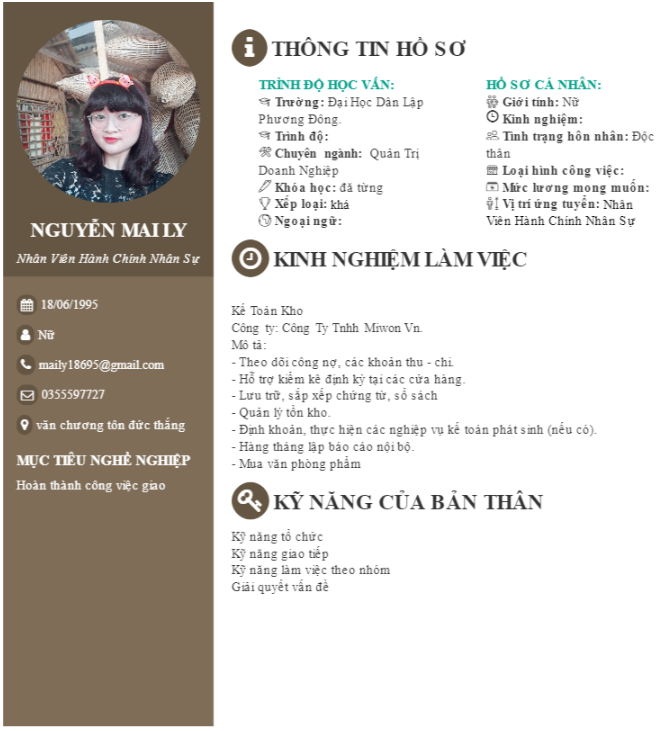 NGUYỄN MAI LY
Nhân Viên Hành Chính Nhân Sự
18/06/1995
Nữ
maily18695@gmail.com
0355597727
văn chương tôn đức thắng
MỤC TIÊU NGHỀ NGHIỆP
Hoàn thành công việc giao
THÔNG TIN HỒ SƠ
TRÌNH ĐỘ HỌC VẤN:
Trường: Đại Học Dân Lập
Phương Đông.
Trình độ:
Chuyên ngành: Quản Trị
Doanh Nghiệp
Khóa học: đã từng
Xếp loại: khá
Ngoại ngữ:
HỒ SƠ CÁ NHÂN:
Giới tính: Nữ
Kinh nghiệm:
Tình trạng hôn nhân: Độc
thân
Loại hình công việc:
Mức lương mong muốn:
Vị trí ứng tuyển: Nhân
Viên Hành Chính Nhân Sự
KINH NGHIỆM LÀM VIỆC
Kế Toán Kho
Công ty: Công Ty Tnhh Miwon Vn.
Mô tả:
- Theo dõi công nợ, các khoản thu - chi.
- Hỗ trợ kiểm kê định kỳ tại các cửa hàng.
- Lưu trữ, sắp xếp chứng từ, sổ sách
- Quản lý tồn kho.
- Định khoản, thực hiện các nghiệp vụ kế toán phát sinh (nếu có).
- Hàng tháng lập báo cáo nội bộ.
- Mua văn phòng phẩm
KỸ NĂNG CỦA BẢN THÂN
Kỹ năng tổ chức
Kỹ năng giao tiếp
Kỹ năng làm việc theo nhóm
Giải quyết vấn đề